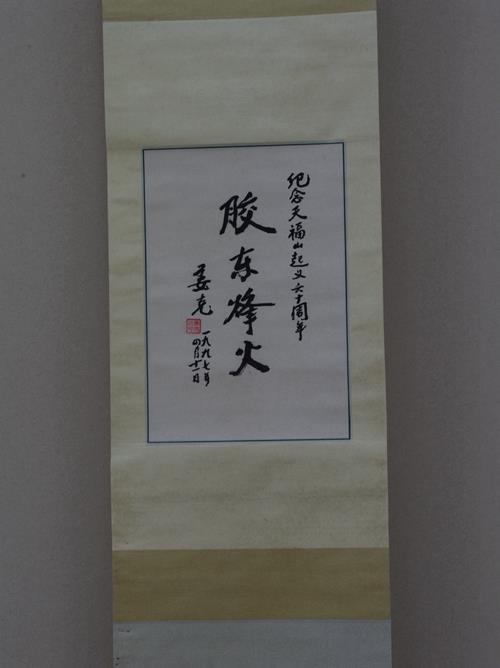 纪念天福山起义六十周年
胶东烽火
姜克
一九九七年
四月十一日